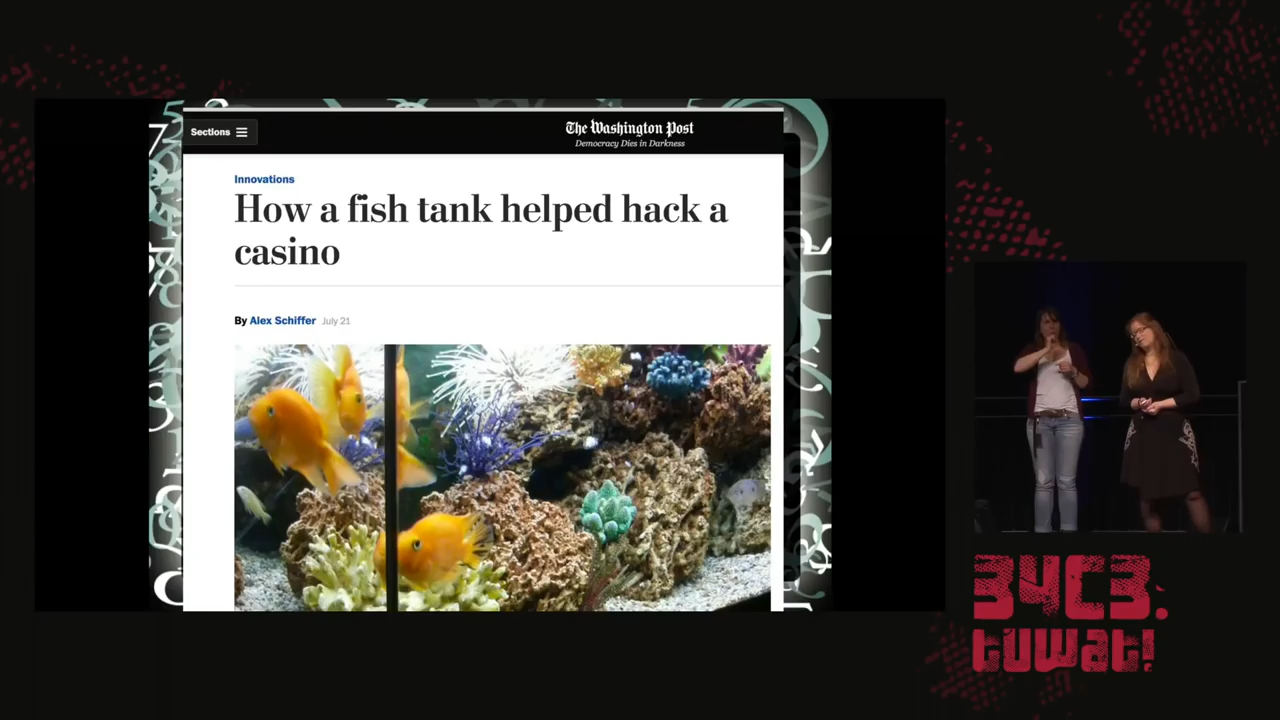 Sections
The Washington Post
Democracy Dies in Darkness
Innovations
How a fish tank helped hack a
casino
By Alex Schiffer July 21
34C3.
tuwat!